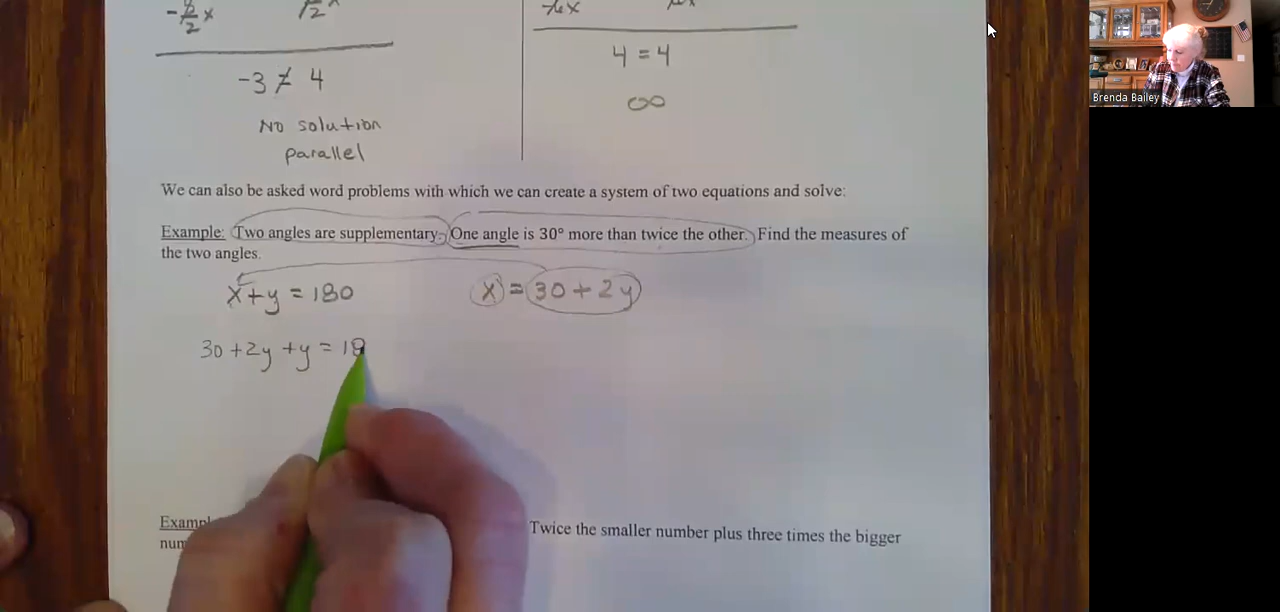 -3 ≠ 4
No solution
parallel
4 = 4
∞
We can also be asked word problems with which we can create a system of two equations and solve:
Example: Two angles are supplementary. One angle is 30° more than twice the other. Find the measures of
the two angles.
x+y = 180
x = 30+2y
30+2y+y = 18
Twice the smaller number plus three times the bigger
Brenda Bailey